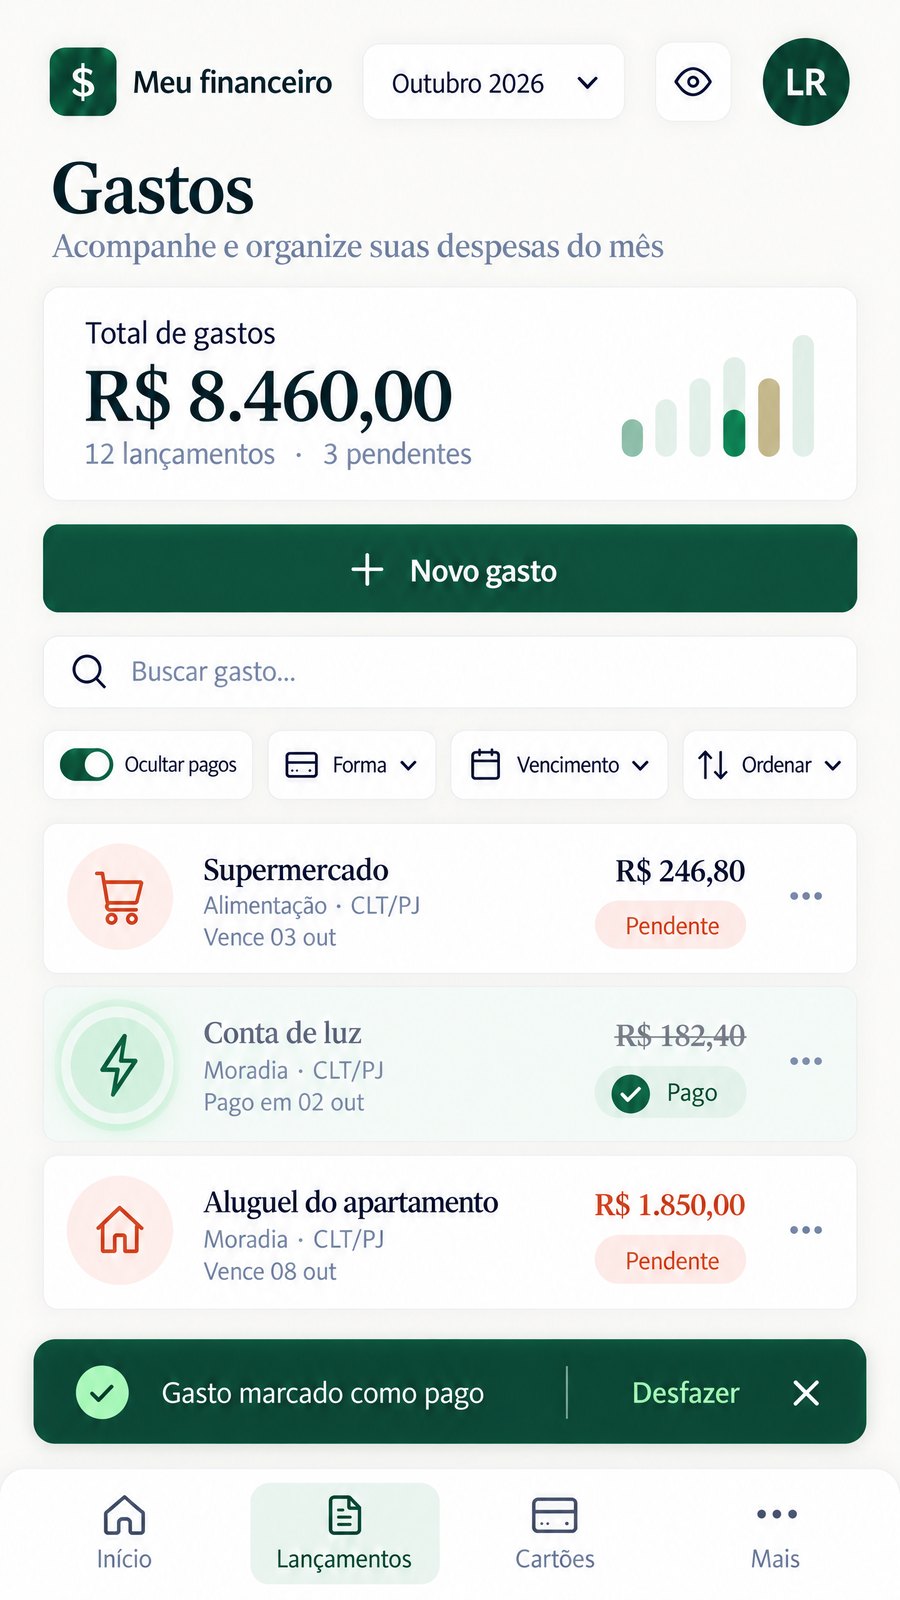 $ Meu financeiro
Outubro 2026
LR
Gastos
Acompanhe e organize suas despesas do mês
Total de gastos
R$ 8.460,00
12 lançamentos · 3 pendentes
Novo gasto
Buscar gasto...
Ocultar pagos
Forma
Vencimento
Ordenar
Supermercado
Alimentação · CLT/PJ
Vence 03 out
R$ 246,80
Pendente
Conta de luz
Moradia · CLT/PJ
Pago em 02 out
R$ 182,40
Pago
Aluguel do apartamento
Moradia · CLT/PJ
Vence 08 out
R$ 1.850,00
Pendente
Gasto marcado como pago
Desfazer
Início
Lançamentos
Cartões
Mais